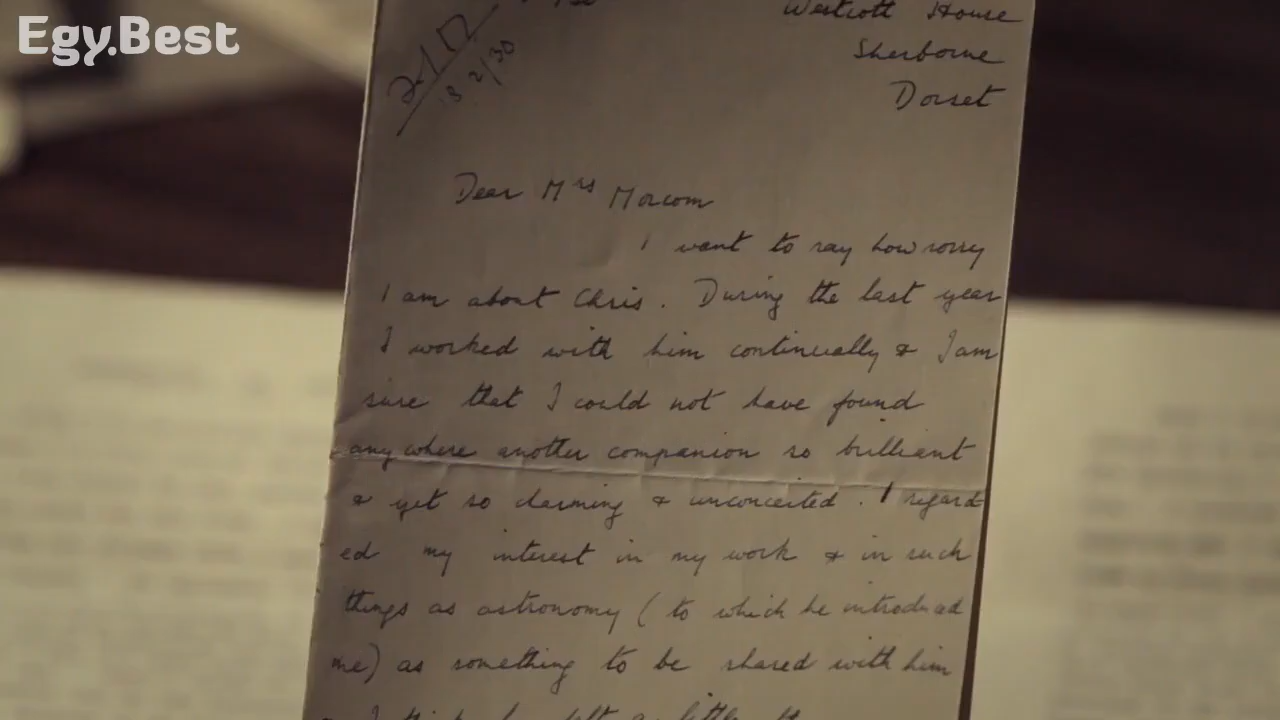 Egy.Best
Westcott House
Sherborne
Dorset
2/30
Dear Mrs Morcom
I want to say how sorry
I am about Chris. During the last year
I worked with him continually & I am
sure that I could not have found
anywhere another companion so brilliant
& yet so charming & unconceited. I regard
ed my interest in my work & in such
things as astronomy (to which he introduced
me) as something to be shared with him